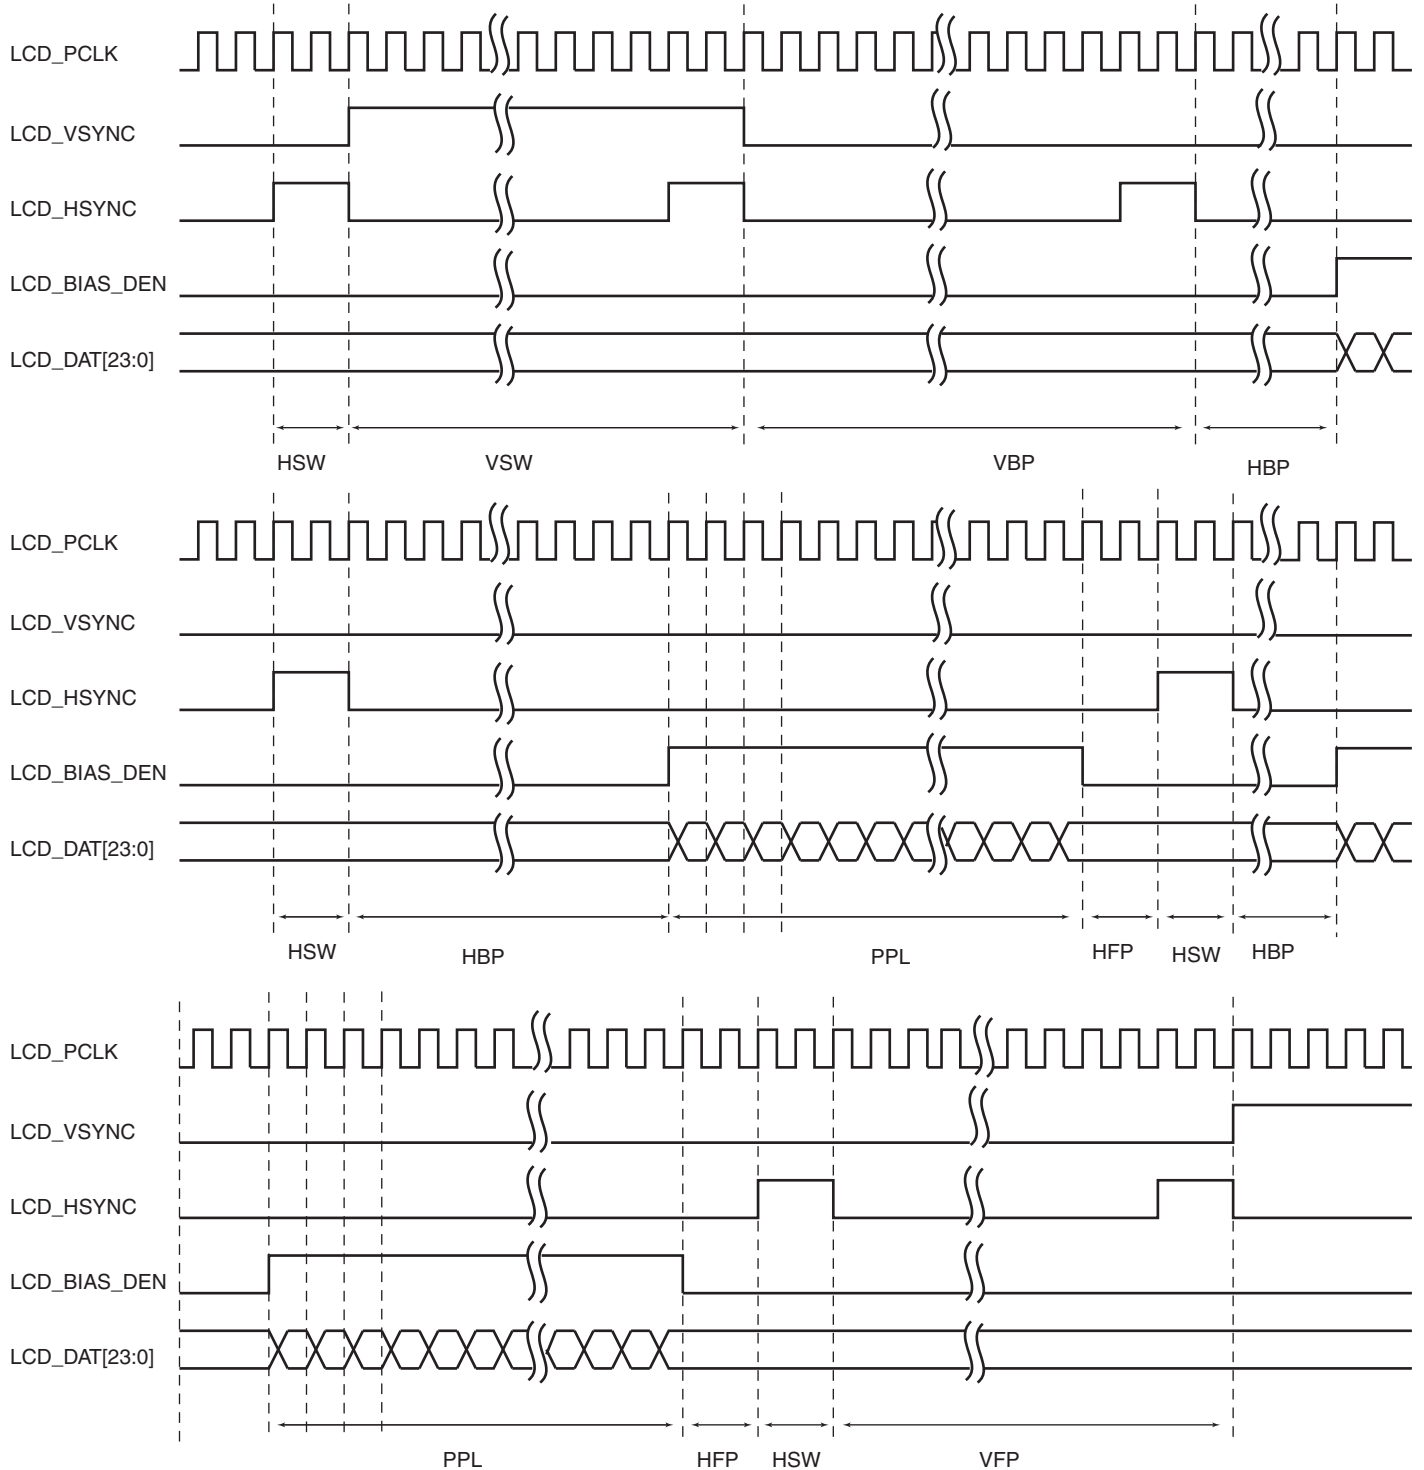 LCD_PCLK
LCD_VSYNC
LCD_HSYNC
LCD_BIAS_DEN
LCD_DAT[23:0]
HSW VSW VBP HBP
LCD_PCLK
LCD_VSYNC
LCD_HSYNC
LCD_BIAS_DEN
LCD_DAT[23:0]
HSW HBP PPL HFP HSW HBP
LCD_PCLK
LCD_VSYNC
LCD_HSYNC
LCD_BIAS_DEN
LCD_DAT[23:0]
PPL HFP HSW VFP